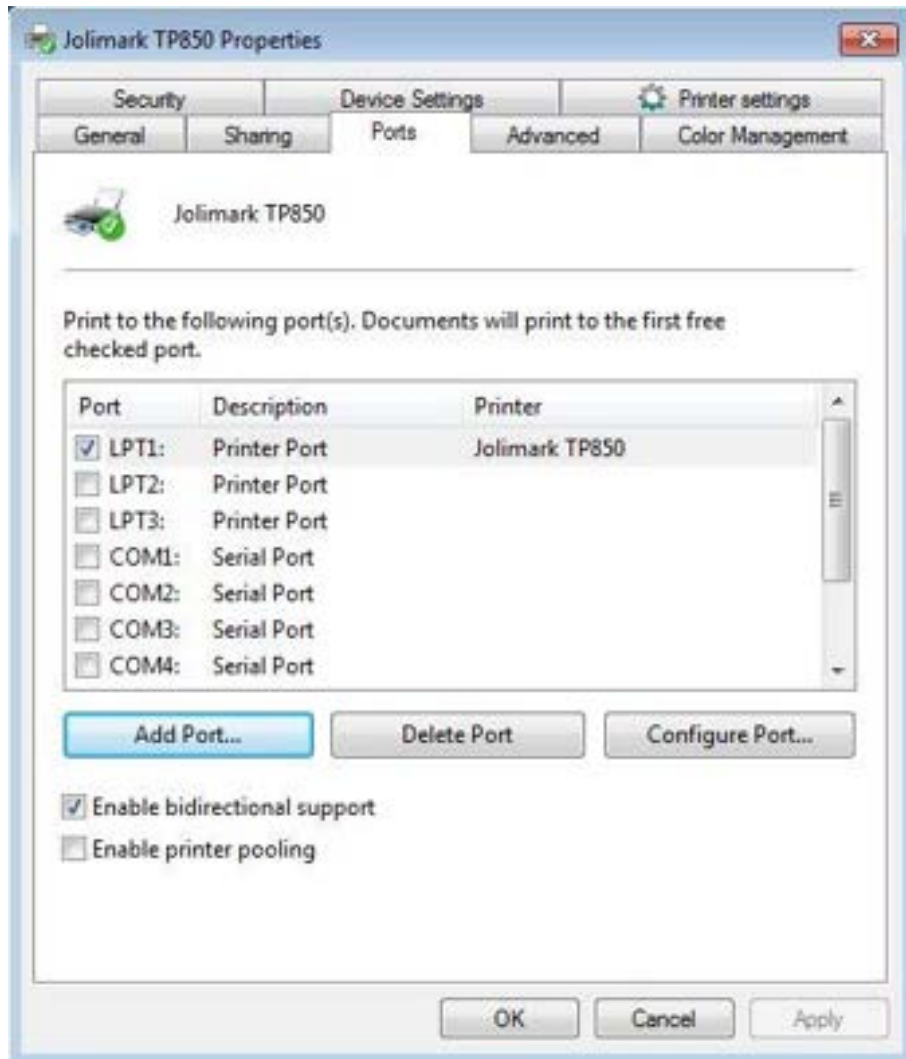 Jolimark TP850 Properties
Security Device Settings Printer settings
General Sharing Ports Advanced Color Management
Jolimark TP850
Print to the following port(s). Documents will print to the first free
checked port.
Port Description Printer
LPT1: Printer Port Jolimark TP850
LPT2: Printer Port
LPT3: Printer Port
COM1: Serial Port
COM2: Serial Port
COM3: Serial Port
COM4: Serial Port
Add Port... Delete Port Configure Port...
Enable bidirectional support
Enable printer pooling
OK Cancel Apply